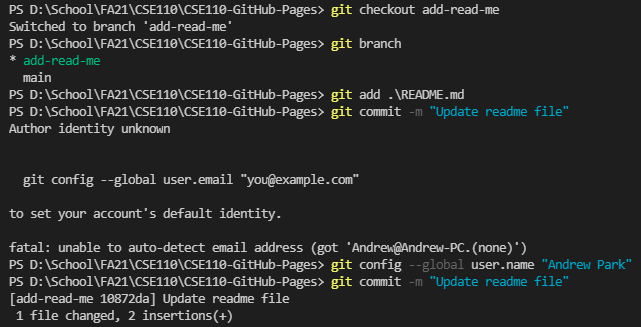 PS D:\School\FA21\CSE110\CSE110-GitHub-Pages> git checkout add-read-me
Switched to branch 'add-read-me'
PS D:\School\FA21\CSE110\CSE110-GitHub-Pages> git branch
* add-read-me
  main
PS D:\School\FA21\CSE110\CSE110-GitHub-Pages> git add .\README.md
PS D:\School\FA21\CSE110\CSE110-GitHub-Pages> git commit -m "Update readme file"
Author identity unknown
  git config --global user.email "you@example.com"
to set your account's default identity.
fatal: unable to auto-detect email address (got 'Andrew@Andrew-PC.(none)')
PS D:\School\FA21\CSE110\CSE110-GitHub-Pages> git config --global user.name "Andrew Park"
PS D:\School\FA21\CSE110\CSE110-GitHub-Pages> git commit -m "Update readme file"
[add-read-me 10872da] Update readme file
 1 file changed, 2 insertions(+)